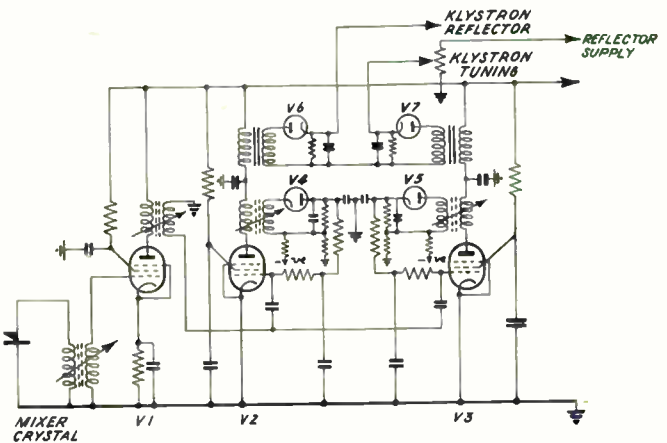 KLYSTRON
REFLECTOR
REFLECTOR
SUPPLY
KLYSTRON
TUNING
V6
V7
V4
V5
-ve
-ve
MIXER
CRYSTAL
V1
V2
V3